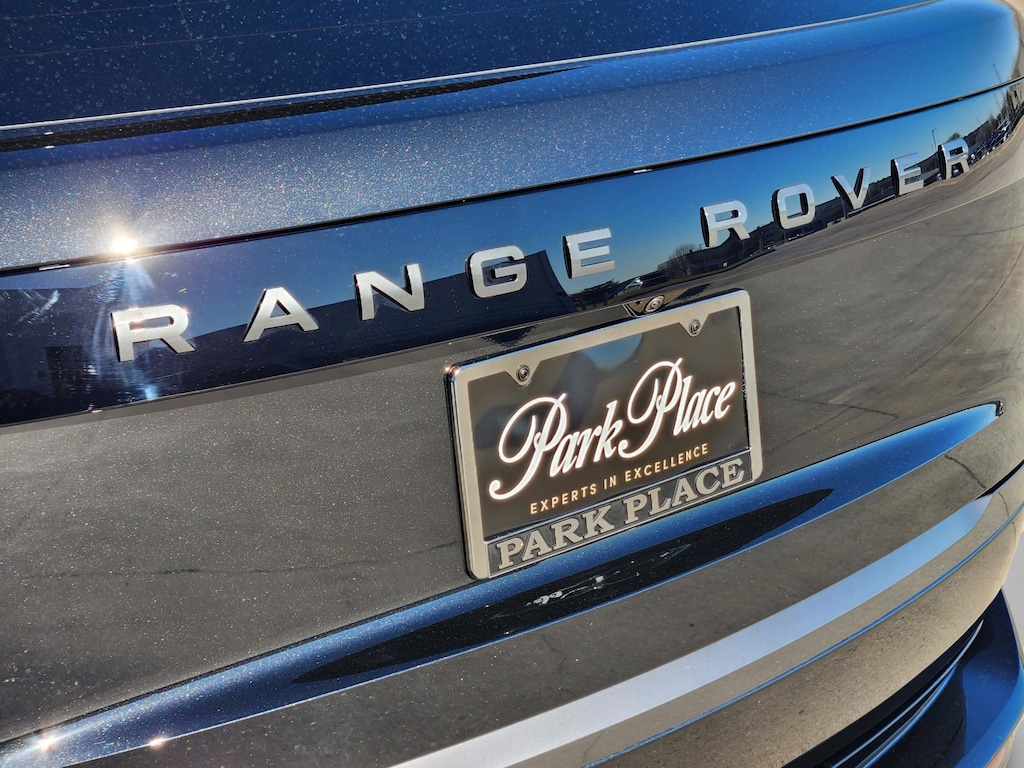 RANGE ROVER
Park Place
EXPERTS IN EXCELLENCE
PARK PLACE